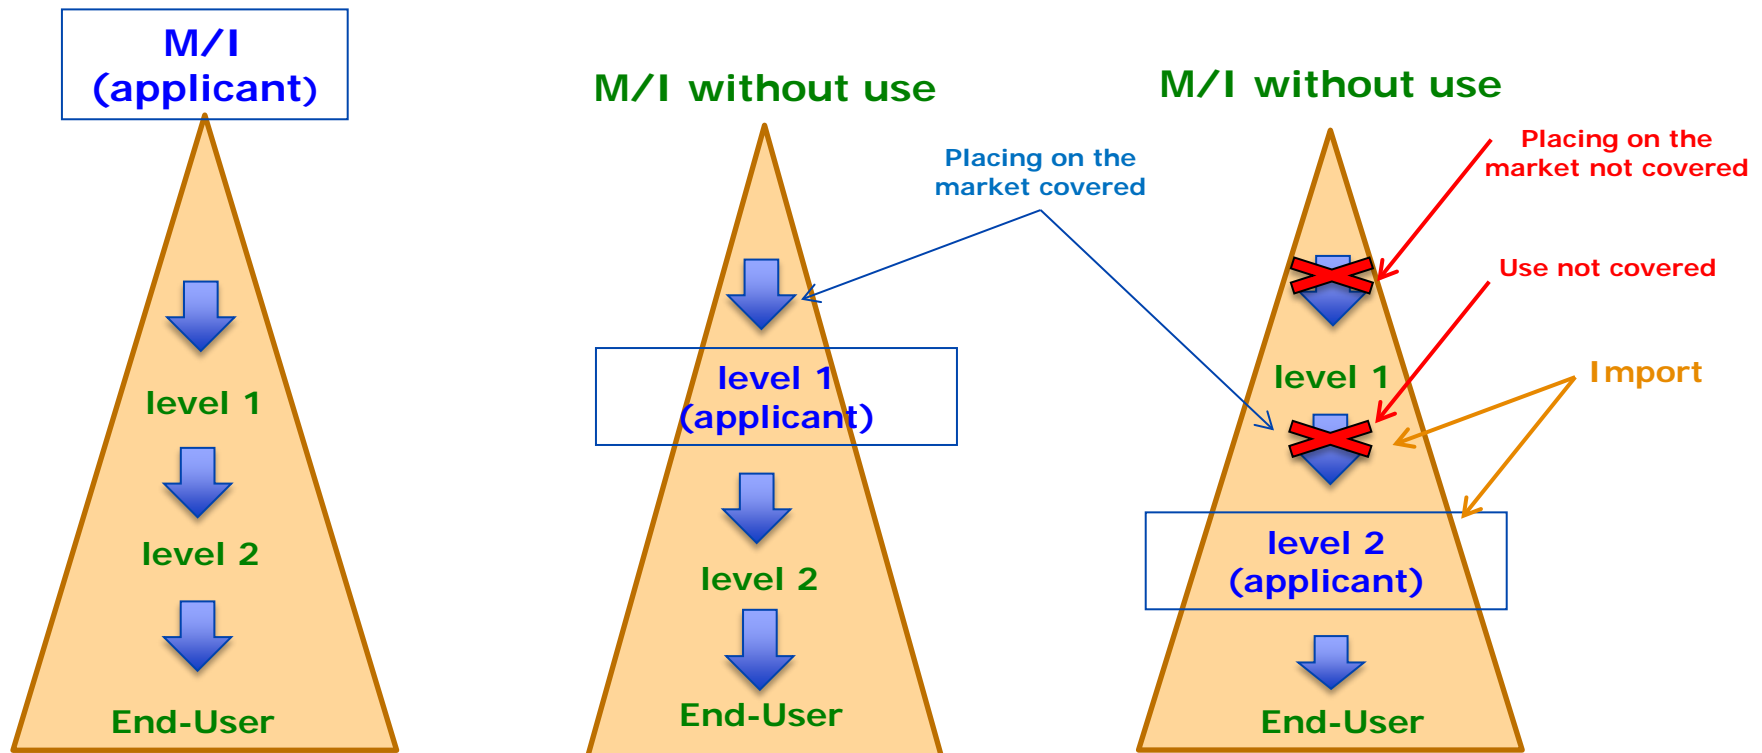 M/I
(applicant)
level 1
level 2
End-User
M/I without use
Placing on the
market covered
level 1
(applicant)
level 2
End-User
M/I without use
Placing on the
market not covered
Use not covered
level 1
Import
level 2
(applicant)
End-User